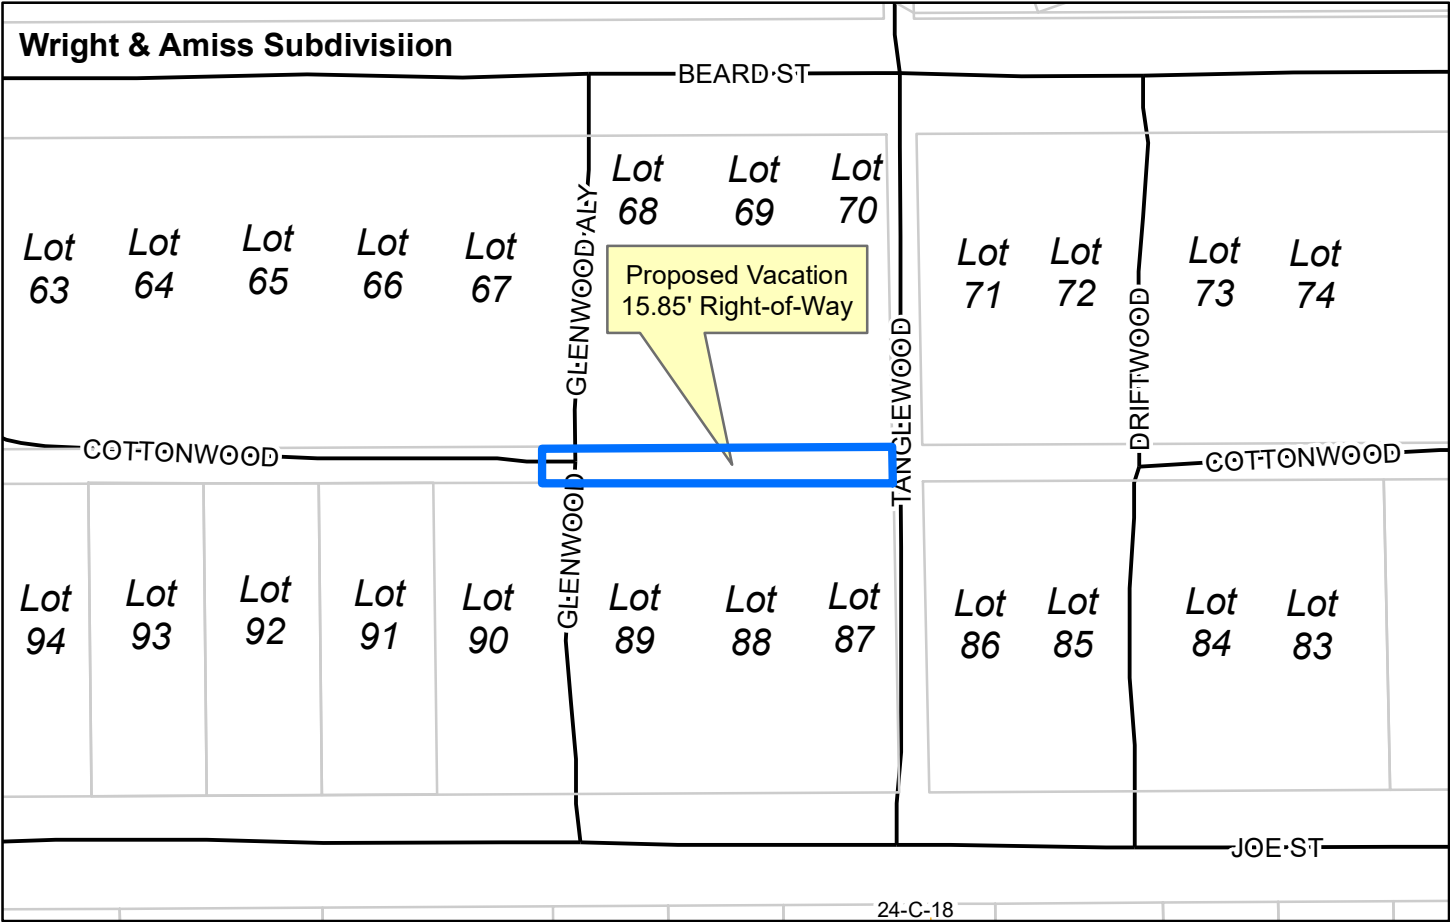 Wright & Amiss Subdivisiion
BEARD ST
Lot
68
Lot
69
Lot
70
GLENWOOD ALY
Lot
63
Lot
64
Lot
65
Lot
66
Lot
67
Proposed Vacation
15.85' Right-of-Way
Lot
71
Lot
72
Lot
73
Lot
74
TANGLEWOOD
DRIFTWOOD
COTTONWOOD
COTTONWOOD
GLENWOOD
Lot
94
Lot
93
Lot
92
Lot
91
Lot
90
Lot
89
Lot
88
Lot
87
Lot
86
Lot
85
Lot
84
Lot
83
JOE ST
24-C-18